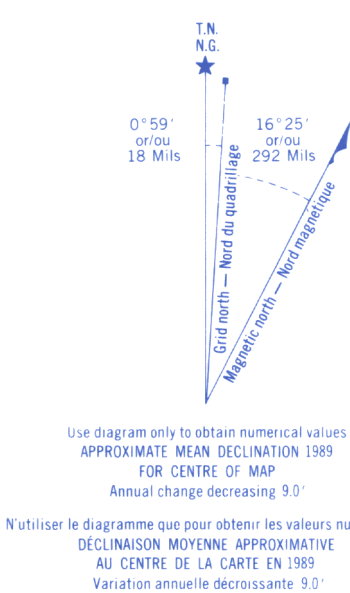 T.N.
N.G.
0°59′
or/ou
18 Mils
16°25′
or/ou
292 Mils
Grid north — Nord du quadrillage
Magnetic north — Nord magnetique
Use diagram only to obtain numerical values
APPROXIMATE MEAN DECLINATION 1989
FOR CENTRE OF MAP
Annual change decreasing 9.0′
N'utiliser le diagramme que pour obtenir les valeurs nu
DÉCLINAISON MOYENNE APPROXIMATIVE
AU CENTRE DE LA CARTE EN 1989
Variation annuelle décroissante 9.0′